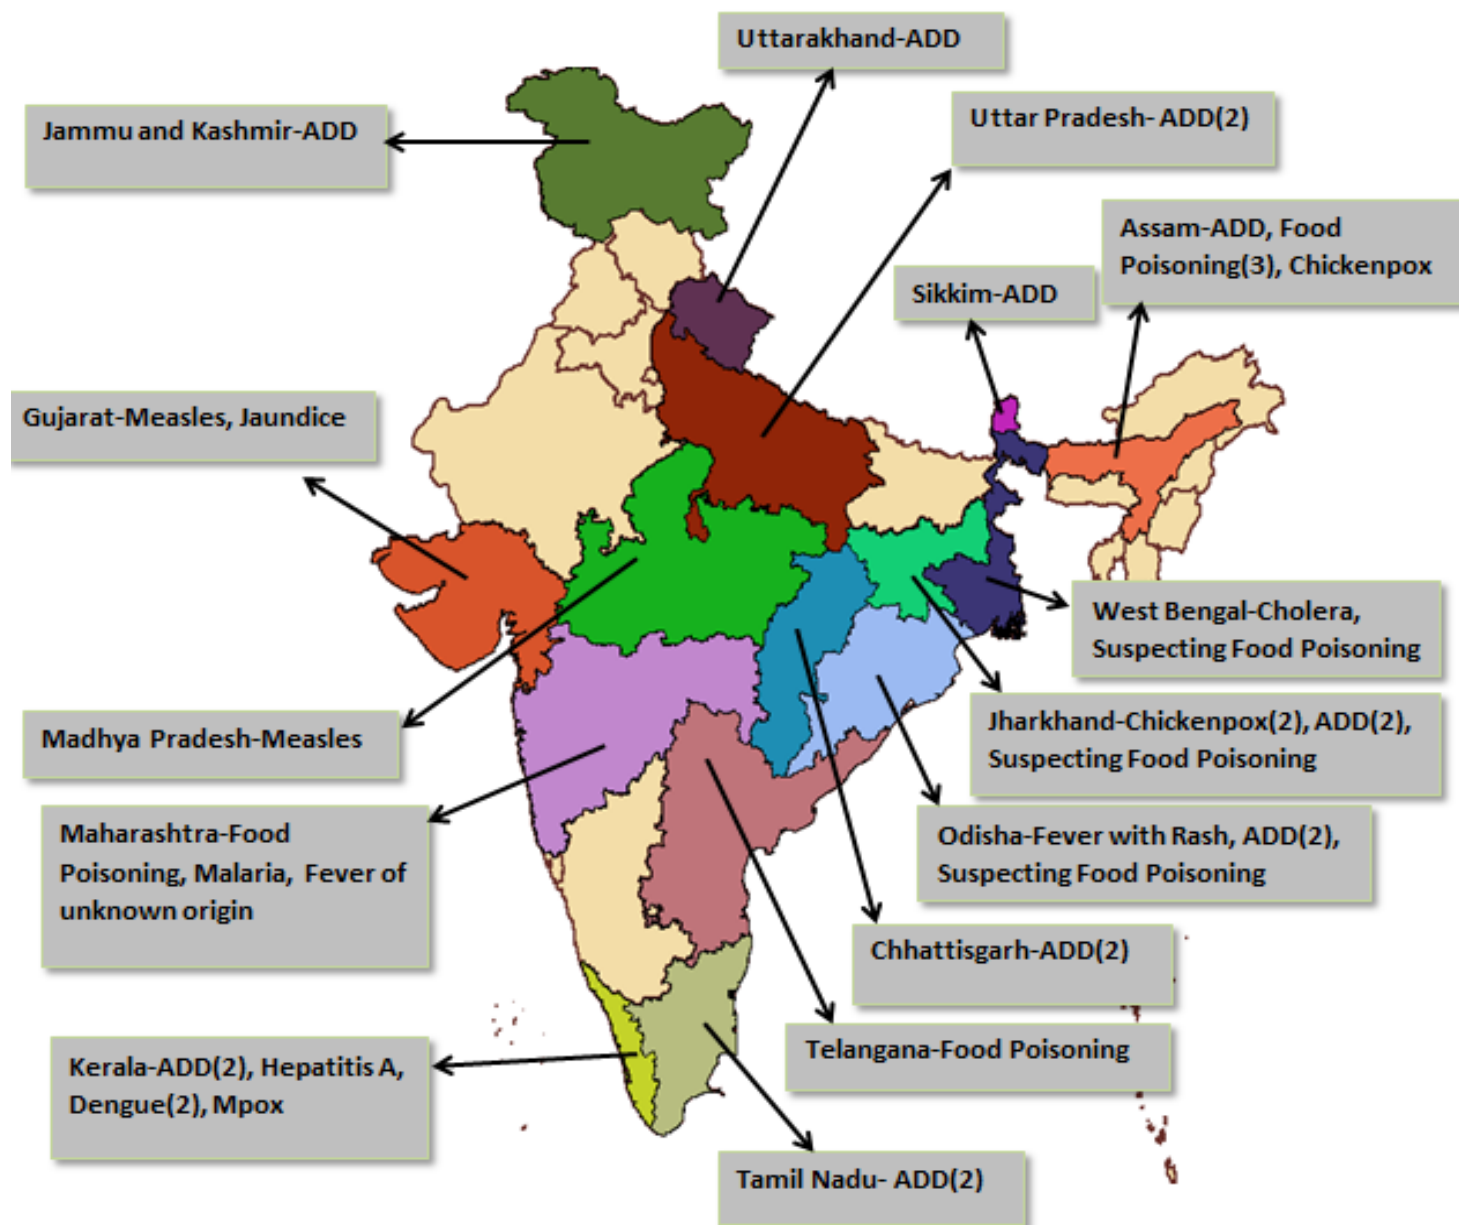 Uttarakhand-ADD
Jammu and Kashmir-ADD
Uttar Pradesh- ADD(2)
Assam-ADD, Food
Poisoning(3), Chickenpox
Sikkim-ADD
Gujarat-Measles, Jaundice
West Bengal-Cholera,
Suspecting Food Poisoning
Madhya Pradesh-Measles
Jharkhand-Chickenpox(2), ADD(2),
Suspecting Food Poisoning
Maharashtra-Food
Poisoning, Malaria, Fever of
unknown origin
Odisha-Fever with Rash, ADD(2),
Suspecting Food Poisoning
Chhattisgarh-ADD(2)
Telangana-Food Poisoning
Kerala-ADD(2), Hepatitis A,
Dengue(2), Mpox
Tamil Nadu- ADD(2)